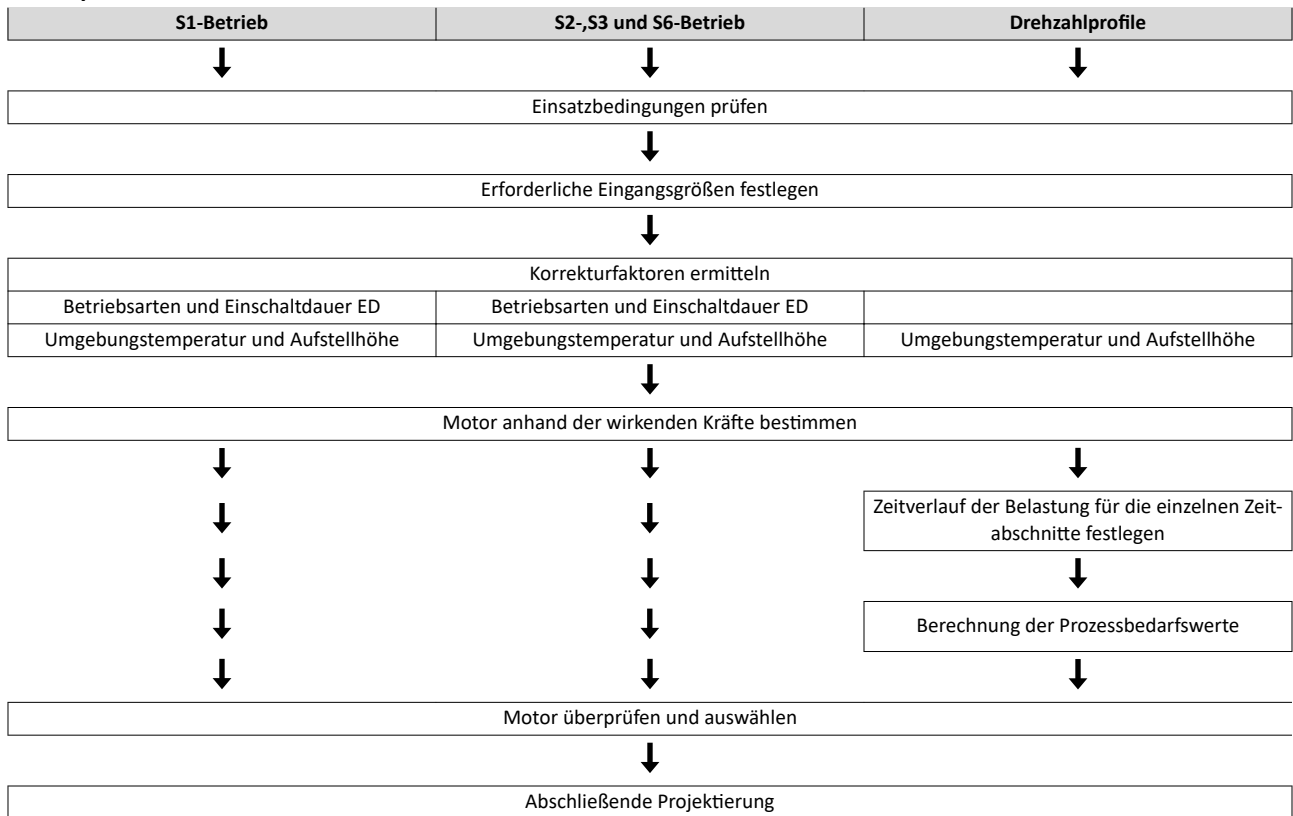 S1-Betrieb
S2-,S3 und S6-Betrieb
Drehzahlprofile
Einsatzbedingungen prüfen
Erforderliche Eingangsgrößen festlegen
Korrekturfaktoren ermitteln
Betriebsarten und Einschaltdauer ED
Betriebsarten und Einschaltdauer ED
Umgebungstemperatur und Aufstellhöhe
Umgebungstemperatur und Aufstellhöhe
Umgebungstemperatur und Aufstellhöhe
Motor anhand der wirkenden Kräfte bestimmen
Zeitverlauf der Belastung für die einzelnen Zeit-
abschnitte festlegen
Berechnung der Prozessbedarfswerte
Motor überprüfen und auswählen
Abschließende Projektierung